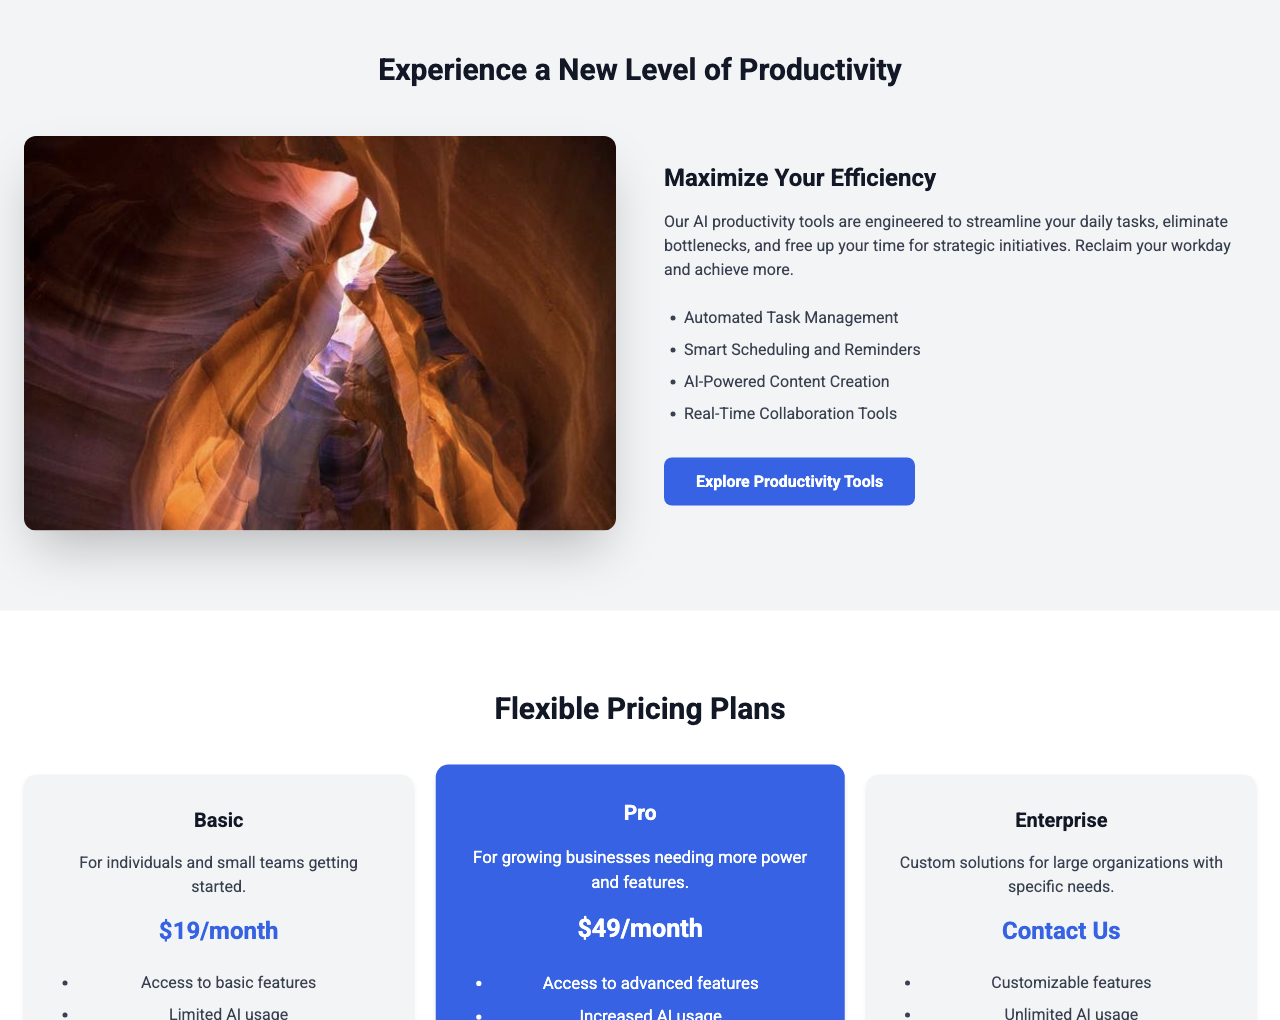 Experience a New Level of Productivity
Maximize Your Efficiency
Our AI productivity tools are engineered to streamline your daily tasks, eliminate
bottlenecks, and free up your time for strategic initiatives. Reclaim your workday
and achieve more.
• Automated Task Management
• Smart Scheduling and Reminders
• AI-Powered Content Creation
• Real-Time Collaboration Tools
Explore Productivity Tools
Flexible Pricing Plans
Basic
For individuals and small teams getting
started.
$19/month
• Access to basic features
• Limited AI usage
Pro
For growing businesses needing more power
and features.
$49/month
• Access to advanced features
• Increased AI usage
Enterprise
Custom solutions for large organizations with
specific needs.
Contact Us
• Customizable features
• Unlimited AI usage